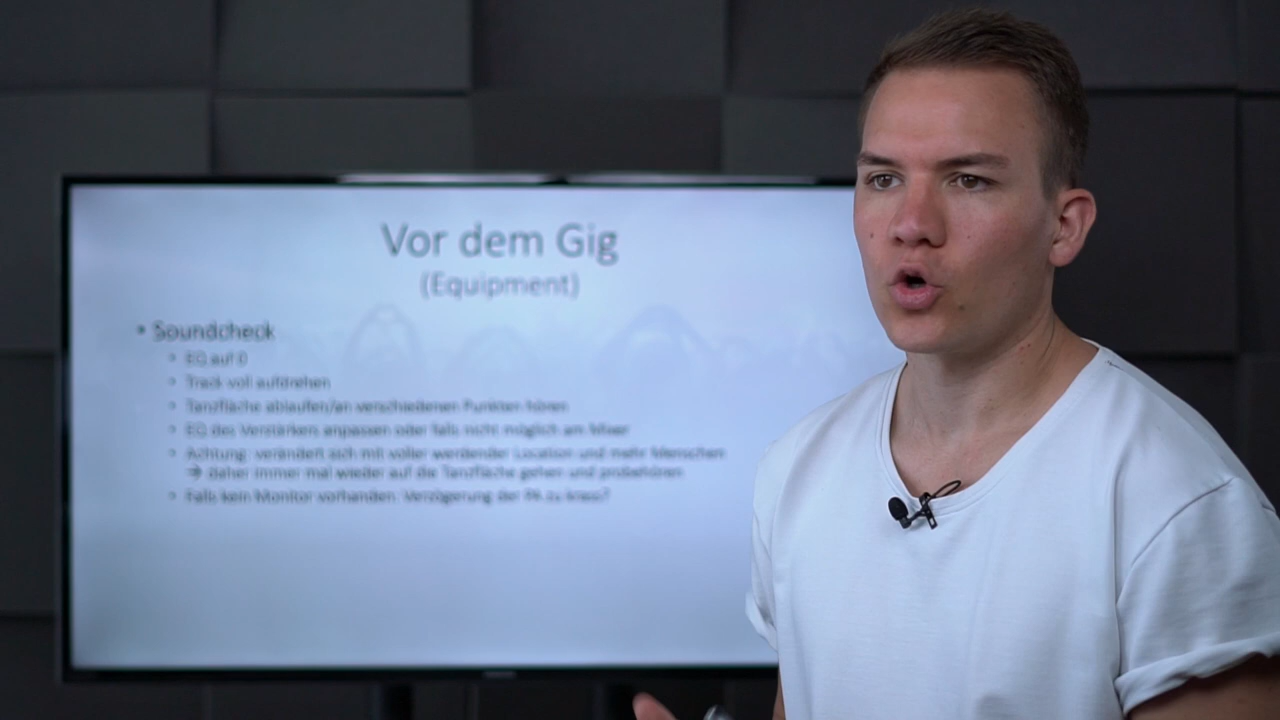 Vor dem Gig
(Equipment)
• Soundcheck
• EQ auf 0
• Track voll aufdrehen
• Tanzfläche ablaufen/an verschiedenen Punkten hören
• EQ des Verstärkers anpassen oder falls nicht möglich am Mixer
• Achtung: verändert sich mit voller werdender Location und mehr Menschen
→ daher immer mal wieder auf die Tanzfläche gehen und probehören
• Falls kein Monitor vorhanden: Verzögerung der PA zu krass?